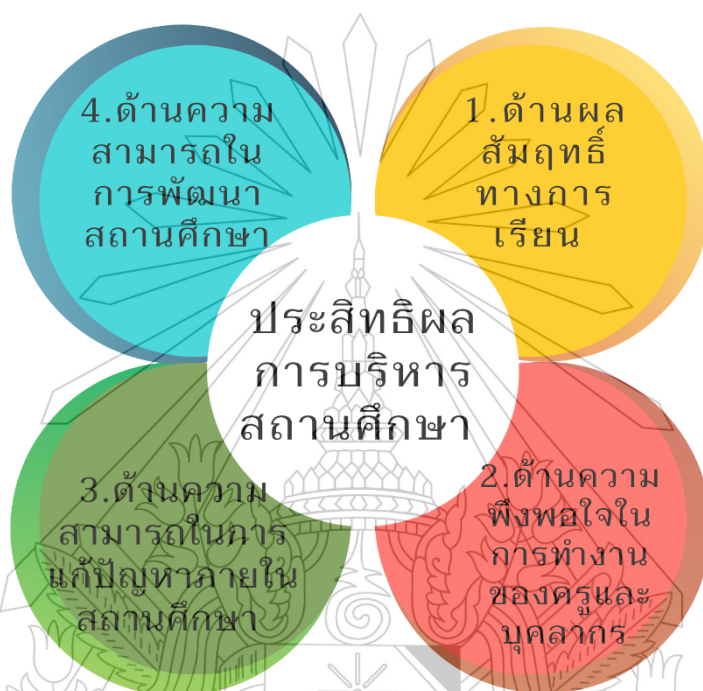 4.ด้านความ
สามารถใน
การพัฒนา
สถานศึกษา
1.ด้านผล
สัมฤทธิ์
ทางการ
เรียน
ประสิทธิผล
การบริหาร
สถานศึกษา
3.ด้านความ
สามารถในการ
แก้ปัญหาภายใน
สถานศึกษา
2.ด้านความ
พึงพอใจใน
การทำงาน
ของครูและ
บุคลากร